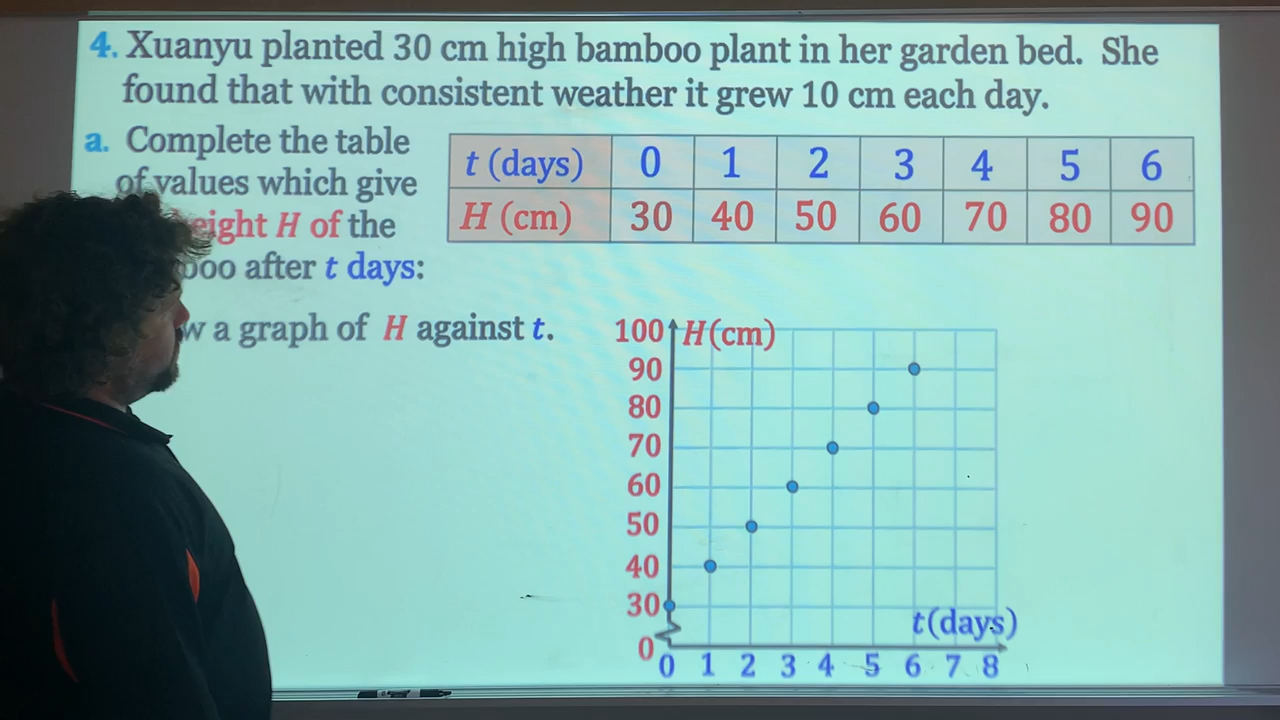 4. Xuanyu planted 30 cm high bamboo plant in her garden bed. She
found that with consistent weather it grew 10 cm each day.
a. Complete the table
of values which give
eight H of the
boo after t days:
t (days) 0 1 2 3 4 5 6
H (cm) 30 40 50 60 70 80 90
w a graph of H against t.
100 H(cm)
90
80
70
60
50
40
30
t(days)
0
0 1 2 3 4 5 6 7 8